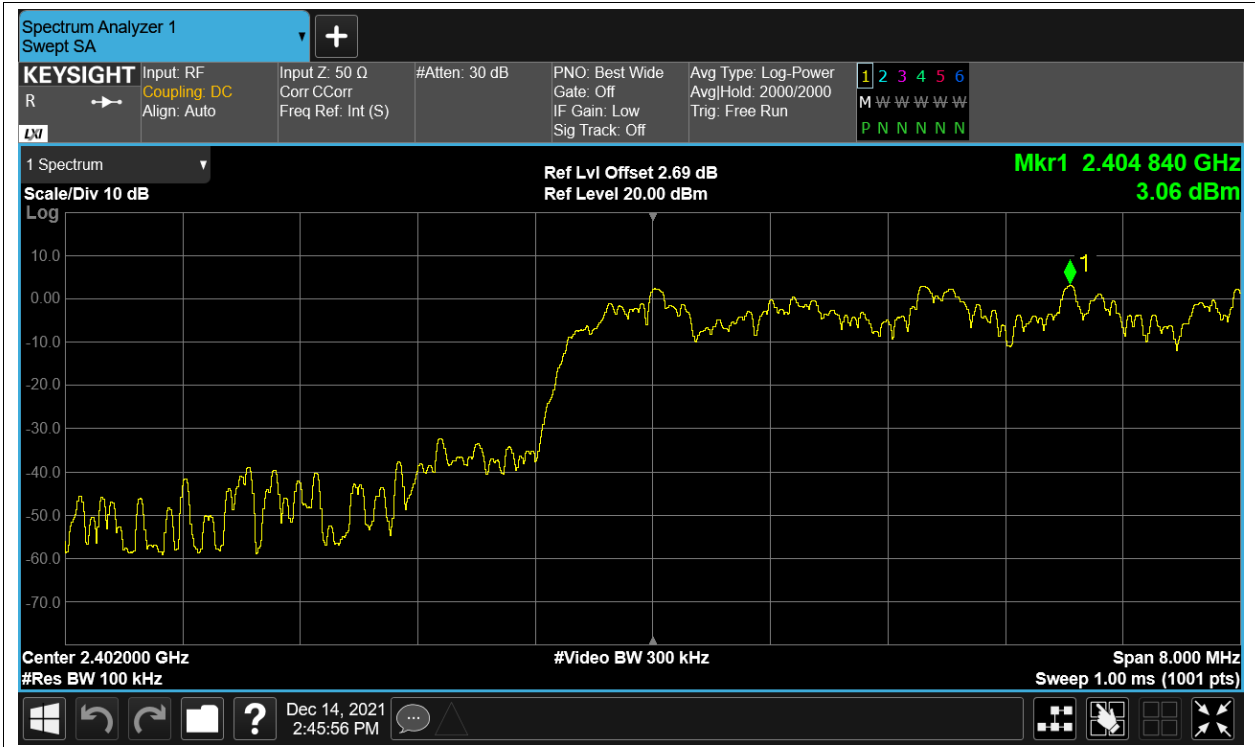 Spectrum Analyzer 1
Swept SA
KEYSIGHT
R
LXI
Input: RF
Coupling: DC
Align: Auto
Input Z: 50 Ω
Corr CCorr
Freq Ref: Int (S)
#Atten: 30 dB
PNO: Best Wide
Gate: Off
IF Gain: Low
Sig Track: Off
Avg Type: Log-Power
Avg|Hold: 2000/2000
Trig: Free Run
1 2 3 4 5 6
M W W W W W
P N N N N N
1 Spectrum
Scale/Div 10 dB
Log
Ref Lvl Offset 2.69 dB
Ref Level 20.00 dBm
Mkr1 2.404 840 GHz
3.06 dBm
1
10.0
0.00
-10.0
-20.0
-30.0
-40.0
-50.0
-60.0
-70.0
Center 2.402000 GHz
#Res BW 100 kHz
#Video BW 300 kHz
Span 8.000 MHz
Sweep 1.00 ms (1001 pts)
?
Dec 14, 2021
2:45:56 PM